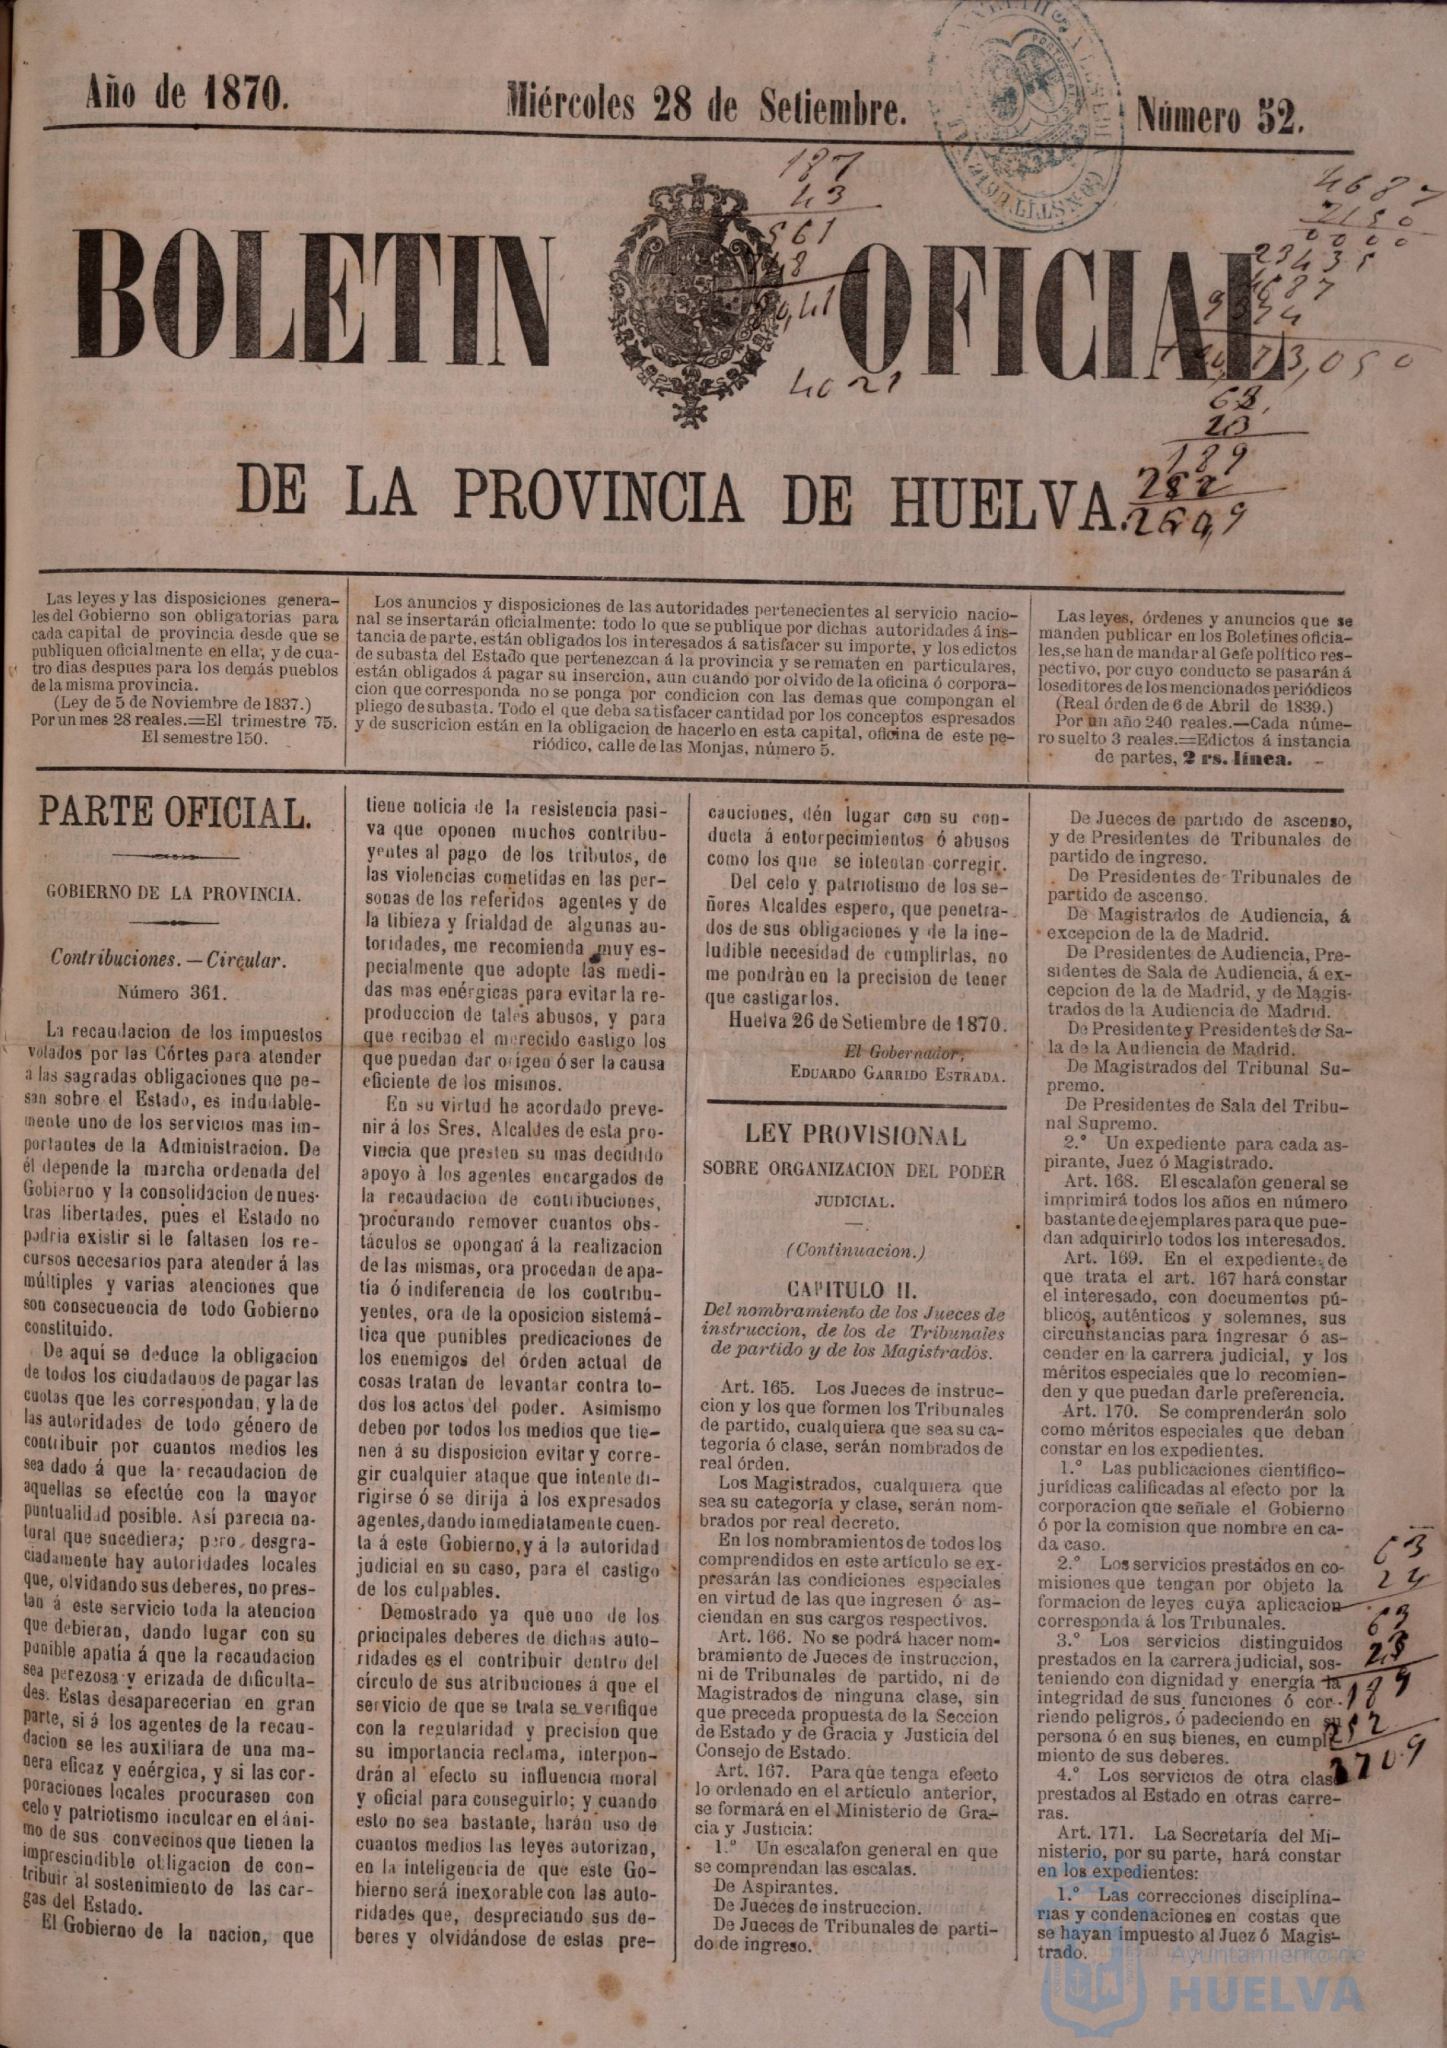 Año de 1870.
Miércoles 28 de Setiembre.
Número 52.
BOLETIN OFICIAL
DE LA PROVINCIA DE HUELVA.
187
43
561
4021
4687
68
23
189
Las leyes y las disposiciones genera-
les del Gobierno son obligatorias para
cada capital de provincia desde que se
publiquen oficialmente en ella, y de cua-
tro dias despues para los demás pueblos
de la misma provincia.
(Ley de 5 de Noviembre de 1837.)
Por un mes 28 reales.=El trimestre 75.
El semestre 150.
Los anuncios y disposiciones de las autoridades pertenecientes al servicio nacio-
nal se insertarán oficialmente: todo lo que se publique por dichas autoridades á ins-
tancia de parte, están obligados los interesados á satisfacer su importe, y los edictos
de subasta del Estado que pertenezcan á la provincia y se rematen en particulares,
están obligados á pagar su insercion, aun cuando por olvido de la oficina ó corpora-
cion que corresponda no se ponga por condicion con las demas que compongan el
pliego de subasta. Todo el que deba satisfacer cantidad por los conceptos espresados
y de suscricion están en la obligacion de hacerlo en esta capital, oficina de este pe-
riódico, calle de las Monjas, número 5.
Las leyes, órdenes y anuncios que se
manden publicar en los Boletines oficia-
les, se han de mandar al Gefe político res-
pectivo, por cuyo conducto se pasarán á
los editores de los mencionados periódicos
(Real órden de 6 de Abril de 1839.)
Por un año 240 reales.—Cada núme-
ro suelto 3 reales.=Edictos á instancia
de partes, 2 rs. línea.
PARTE OFICIAL.
GOBIERNO DE LA PROVINCIA.
Contribuciones.—Circular.
Número 361.
La recaudacion de los impuestos
votados por las Córtes para atender
á las sagradas obligaciones que pe-
san sobre el Estado, es indudable-
mente uno de los servicios mas im-
portantes de la Administracion. De
él depende la marcha ordenada del
Gobierno y la consolidacion de nues-
tras libertades, pues el Estado no
podria existir si le faltasen los re-
cursos necesarios para atender á las
múltiples y varias atenciones que
son consecuencia de todo Gobierno
constituido.
De aquí se deduce la obligacion
de todos los ciudadanos de pagar las
cuotas que les correspondan, y la de
las autoridades de todo género de
contribuir por cuantos medios les
sea dado á que la recaudacion de
aquellas se efectúe con la mayor
puntualidad posible. Así parecia na-
tural que sucediera; pero desgra-
ciadamente hay autoridades locales
que, olvidando sus deberes, no pres-
tan á este servicio toda la atencion
que debieran, dando lugar con su
punible apatía á que la recaudacion
sea perezosa y erizada de dificulta-
des. Estas desaparecerian en gran
parte, si á los agentes de la recau-
dacion se les auxiliara de una ma-
nera eficaz y enérgica, y si las cor-
poraciones locales procurasen con
celo y patriotismo inculcar en el áni-
mo de sus convecinos que tienen la
imprescindible obligacion de con-
tribuir al sostenimiento de las car-
gas del Estado.
El Gobierno de la nacion, que
tiene noticia de la resistencia pasi-
va que oponen muchos contribu-
yentes al pago de los tributos, de
las violencias cometidas en las per-
sonas de los referidos agentes y de
la tibieza y frialdad de algunas au-
toridades, me recomienda muy es-
pecialmente que adopte las medi-
das mas enérgicas para evitar la re-
produccion de tales abusos, y para
que reciban el merecido castigo los
que puedan dar origen ó ser la causa
eficiente de los mismos.
En su virtud he acordado preve-
nir á los Sres. Alcaldes de esta pro-
vincia que presten su mas decidido
apoyo á los agentes encargados de
la recaudacion de contribuciones,
procurando remover cuantos obs-
táculos se opongan á la realizacion
de las mismas, ora procedan de apa-
tía ó indiferencia de los contribu-
yentes, ora de la oposicion sistemá-
tica que punibles predicaciones de
los enemigos del órden actual de
cosas tratan de levantar contra to-
dos los actos del poder. Asimismo
deben por todos los medios que tie-
nen á su disposicion evitar y corre-
gir cualquier ataque que intente di-
rigirse ó se dirija á los expresados
agentes, dando inmediatamente cuen-
ta á este Gobierno, y á la autoridad
judicial en su caso, para el castigo
de los culpables.
Demostrado ya que uno de los
principales deberes de dichas auto-
ridades es el contribuir dentro del
círculo de sus atribuciones á que el
servicio de que se trata se verifique
con la regularidad y precision que
su importancia reclama, interpon-
drán al efecto su influencia moral
y oficial para conseguirlo; y cuando
esto no sea bastante, harán uso de
cuantos medios las leyes autorizan,
en la inteligencia de que este Go-
bierno será inexorable con las auto-
ridades que, despreciando sus de-
beres y olvidándose de estas pre-
cauciones, dén lugar con su con-
ducta á entorpecimientos ó abusos
como los que se intentan corregir.
Del celo y patriotismo de los se-
ñores Alcaldes espero, que penetra-
dos de sus obligaciones y de la ine-
ludible necesidad de cumplirlas, no
me pondrán en la precision de tener
que castigarlos.
Huelva 26 de Setiembre de 1870.
El Gobernador,
EDUARDO GARRIDO ESTRADA.
LEY PROVISIONAL
SOBRE ORGANIZACION DEL PODER
JUDICIAL.
(Continuacion.)
CAPITULO II.
Del nombramiento de los Jueces de
instruccion, de los de Tribunales
de partido y de los Magistrados.
Art. 165. Los Jueces de instruc-
cion y los que formen los Tribunales
de partido, cualquiera que sea su ca-
tegoría ó clase, serán nombrados de
real órden.
Los Magistrados, cualquiera que
sea su categoría y clase, serán nom-
brados por real decreto.
En los nombramientos de todos los
comprendidos en este artículo se ex-
presarán las condiciones especiales
en virtud de las que ingresen ó as-
ciendan en sus cargos respectivos.
Art. 166. No se podrá hacer nom-
bramiento de Jueces de instruccion,
ni de Tribunales de partido, ni de
Magistrados de ninguna clase, sin
que preceda propuesta de la Seccion
de Estado y de Gracia y Justicia del
Consejo de Estado.
Art. 167. Para que tenga efecto
lo ordenado en el artículo anterior,
se formará en el Ministerio de Gra-
cia y Justicia:
1.º Un escalafon general en que
se comprendan las escalas.
De Aspirantes.
De Jueces de instruccion.
De Jueces de Tribunales de parti-
do de ingreso.
De Jueces de partido de ascenso,
y de Presidentes de Tribunales de
partido de ingreso.
De Presidentes de Tribunales de
partido de ascenso.
De Magistrados de Audiencia, á
excepcion de la de Madrid.
De Presidentes de Audiencia, Pre-
sidentes de Sala de Audiencia, á ex-
cepcion de la de Madrid, y de Magis-
trados de la Audiencia de Madrid.
De Presidente y Presidentes de Sa-
la de la Audiencia de Madrid.
De Magistrados del Tribunal Su-
premo.
De Presidentes de Sala del Tribu-
nal Supremo.
2.º Un expediente para cada as-
pirante, Juez ó Magistrado.
Art. 168. El escalafon general se
imprimirá todos los años en número
bastante de ejemplares para que pue-
dan adquirirlo todos los interesados.
Art. 169. En el expediente de
que trata el art. 167 hará constar
el interesado, con documentos pú-
blicos, auténticos y solemnes, sus
circunstancias para ingresar ó as-
cender en la carrera judicial, y los
méritos especiales que lo recomien-
den y que puedan darle preferencia.
Art. 170. Se comprenderán solo
como méritos especiales que deban
constar en los expedientes.
1.º Las publicaciones científico-
jurídicas calificadas al efecto por la
corporacion que señale el Gobierno
ó por la comision que nombre en ca-
da caso.
2.º Los servicios prestados en co-
misiones que tengan por objeto la
formacion de leyes cuya aplicacion
corresponda á los Tribunales.
3.º Los servicios distinguidos
prestados en la carrera judicial, sos-
teniendo con dignidad y energía la
integridad de sus funciones ó cor-
riendo peligros, ó padeciendo en su
persona ó en sus bienes, en cumpli
miento de sus deberes.
4.º Los servicios de otra clase
prestados al Estado en otras carre-
ras.
Art. 171. La Secretaría del Mi-
nisterio, por su parte, hará constar
en los expedientes:
1.º Las correcciones disciplina-
rias y condenaciones en costas que
se hayan impuesto al Juez ó Magis-
trado.
63
24
63
23
189
252
2709
Ayuntamiento de
HUELVA